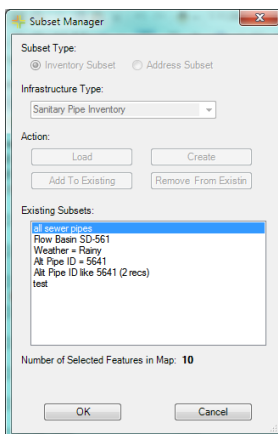 Subset Manager
Subset Type:
Inventory Subset Address Subset
Infrastructure Type:
Sanitary Pipe Inventory
Action:
Load Create
Add To Existing Remove From Existin
Existing Subsets:
all sewer pipes
Flow Basin SD-561
Weather = Rainy
Alt Pipe ID = 5641
Alit Pipe ID like 5641 (2 recs)
test
Number of Selected Features in Map: 10
OK Cancel